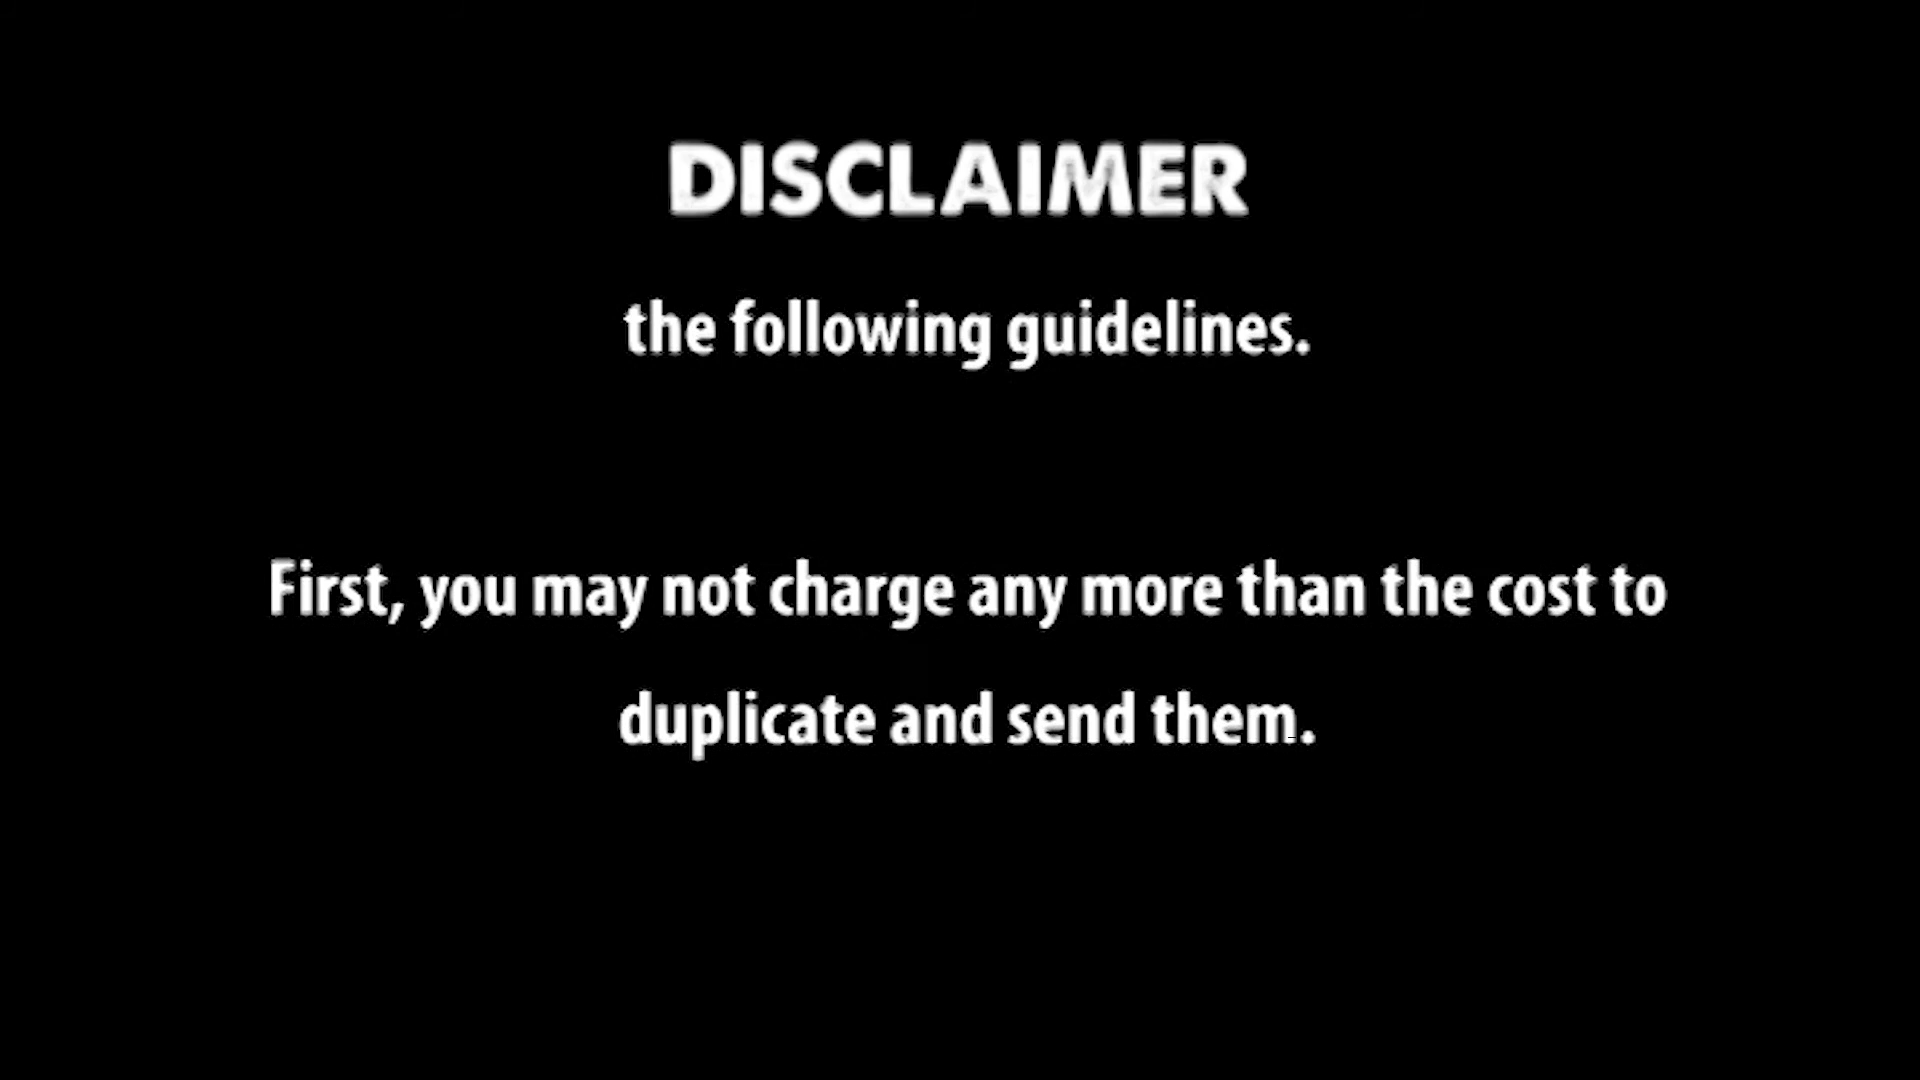 DISCLAIMER
the following guidelines.
First, you may not charge any more than the cost to
duplicate and send them.